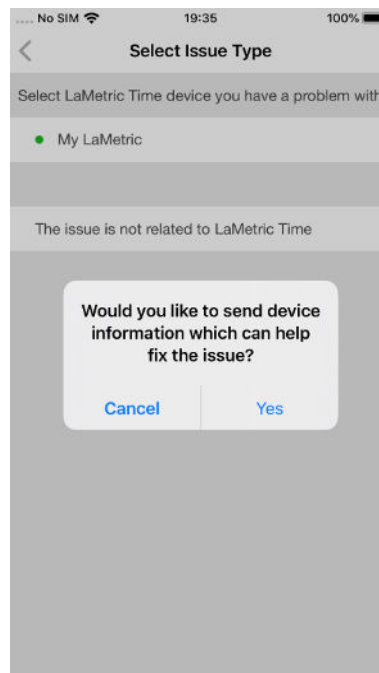 No SIM 19:35 100%
Select Issue Type
Select LaMetric Time device you have a problem with
My LaMetric
The issue is not related to LaMetric Time
Would you like to send device
information which can help
fix the issue?
Cancel Yes